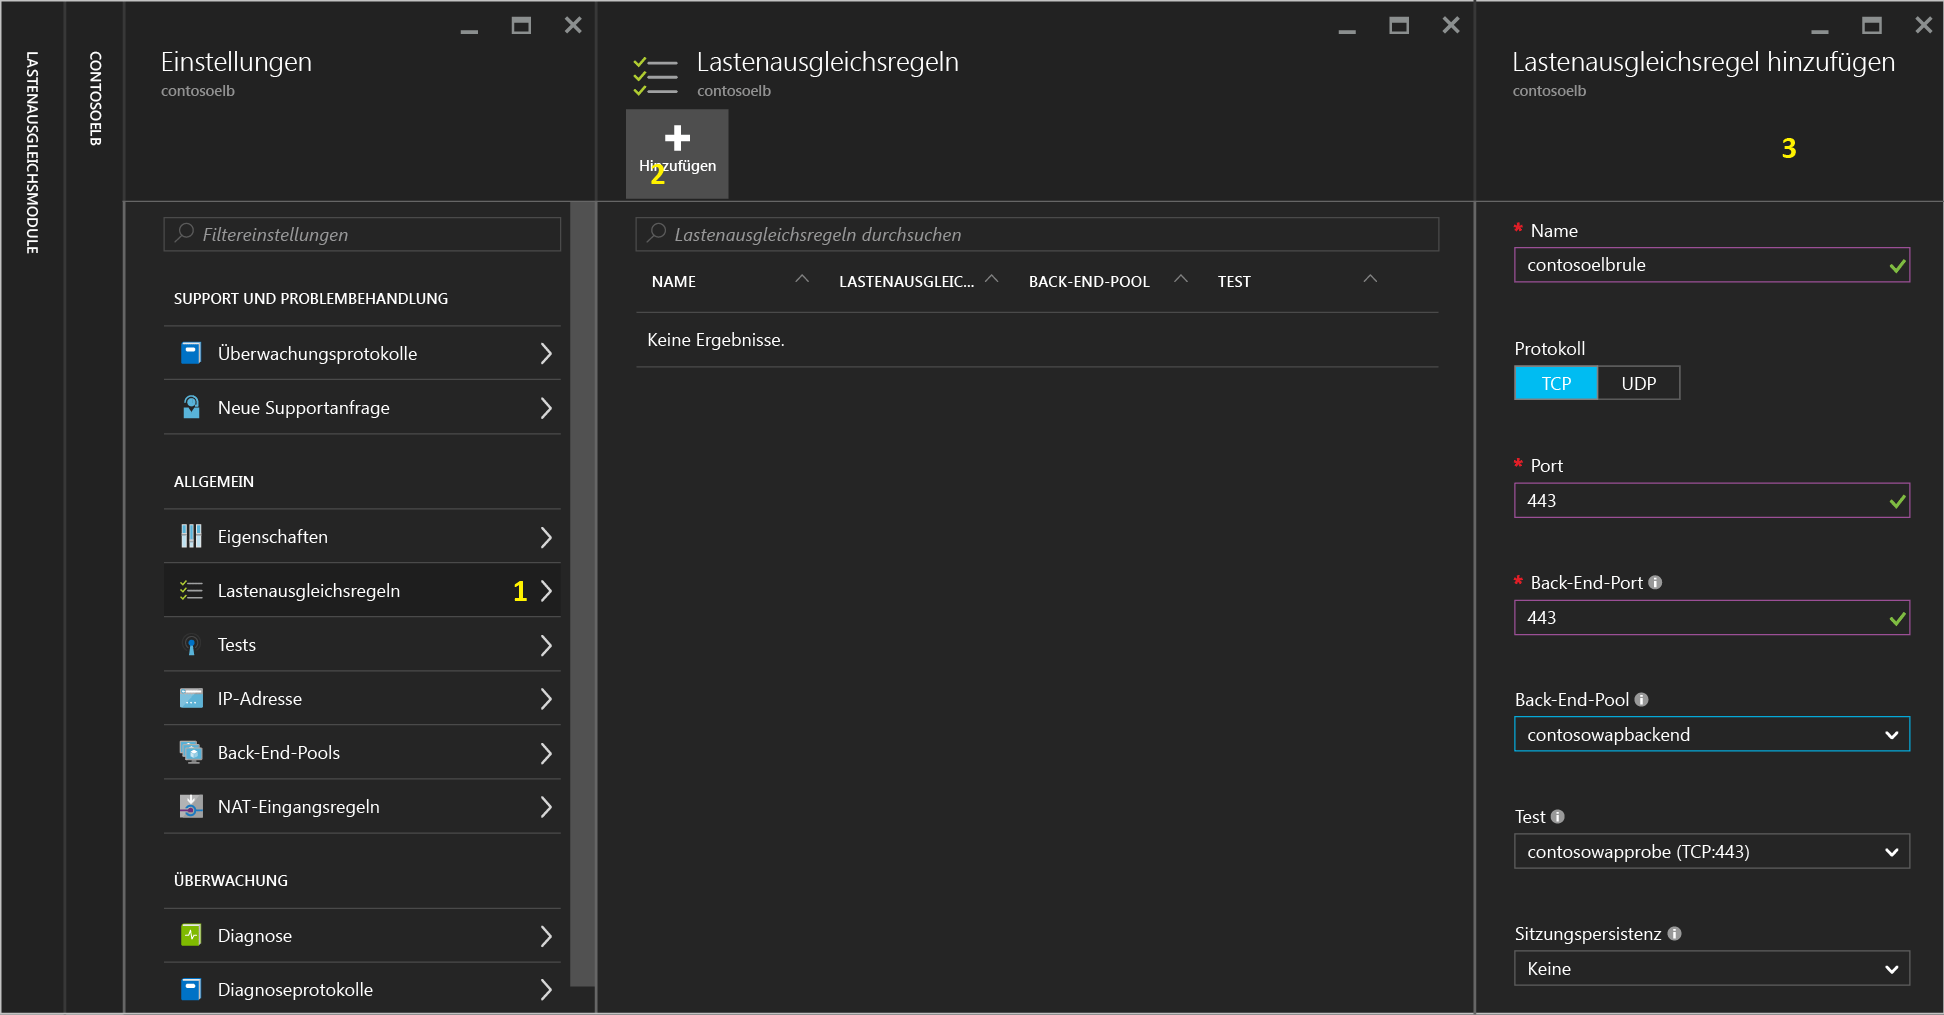 LASTENAUSGLEICHSMODULE
CONTOSOELB
Einstellungen
contosoelb
Filtereinstellungen
SUPPORT UND PROBLEMBEHANDLUNG
Überwachungsprotokolle
Neue Supportanfrage
ALLGEMEIN
Eigenschaften
Lastenausgleichsregeln 1
Tests
IP-Adresse
Back-End-Pools
NAT-Eingangsregeln
ÜBERWACHUNG
Diagnose
Diagnoseprotokolle
Lastenausgleichsregeln
contosoelb
Hinzufügen
2
Lastenausgleichsregeln durchsuchen
NAME LASTENAUSGLEIC... BACK-END-POOL TEST
Keine Ergebnisse.
Lastenausgleichsregel hinzufügen
contosoelb
3
* Name
contosoelbrule
Protokoll
TCP UDP
* Port
443
* Back-End-Port
443
Back-End-Pool
contosowapbackend
Test
contosowapprobe (TCP:443)
Sitzungspersistenz
Keine